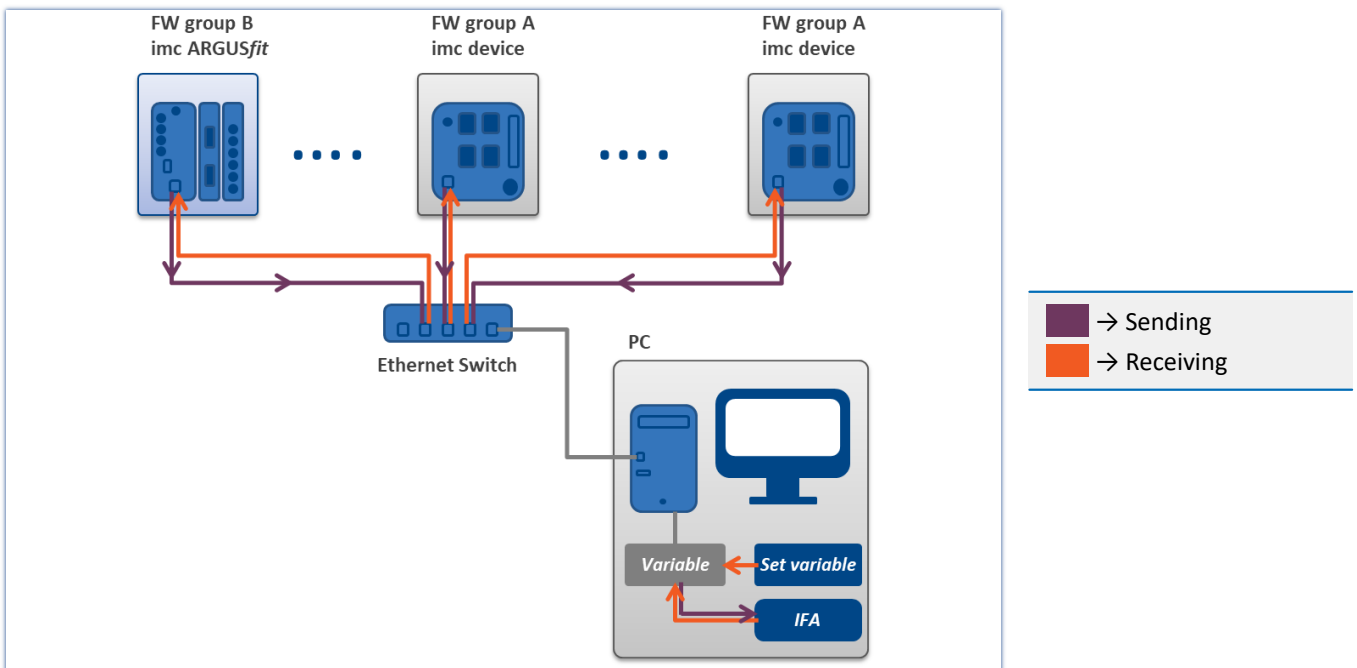 FW group B
imc ARGUSfit
FW group A
imc device
FW group A
imc device
Ethernet Switch
→ Sending
→ Receiving
PC
Variable
Set variable
IFA